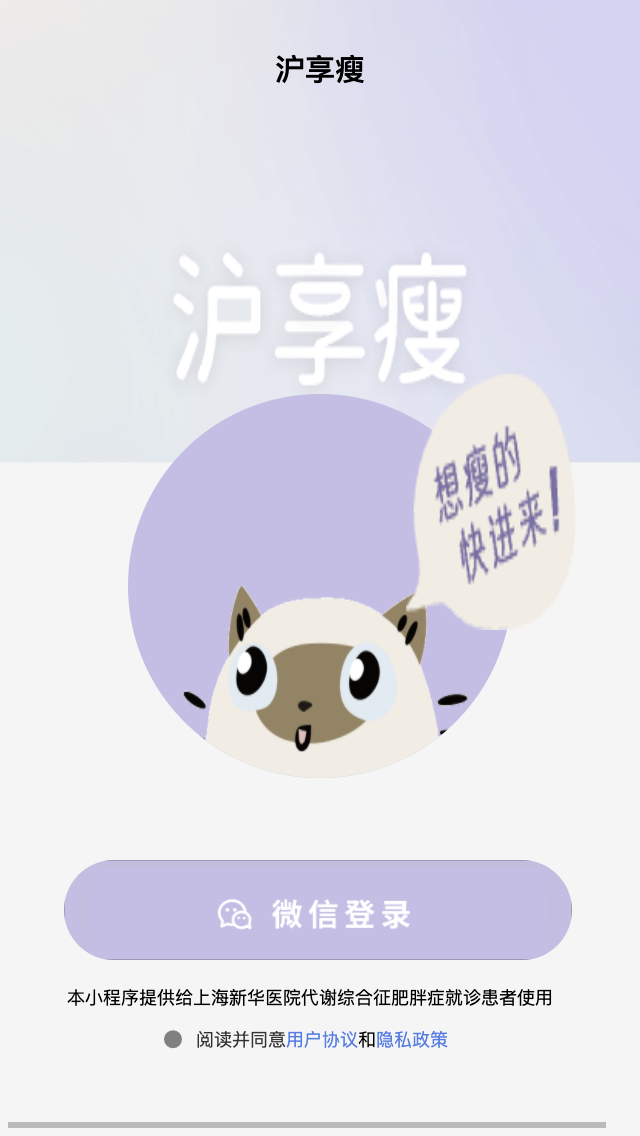 沪享瘦
沪享瘦
想瘦的
快进来!
微信登录
本小程序提供给上海新华医院代谢综合征肥胖症就诊患者使用
阅读并同意用户协议和隐私政策